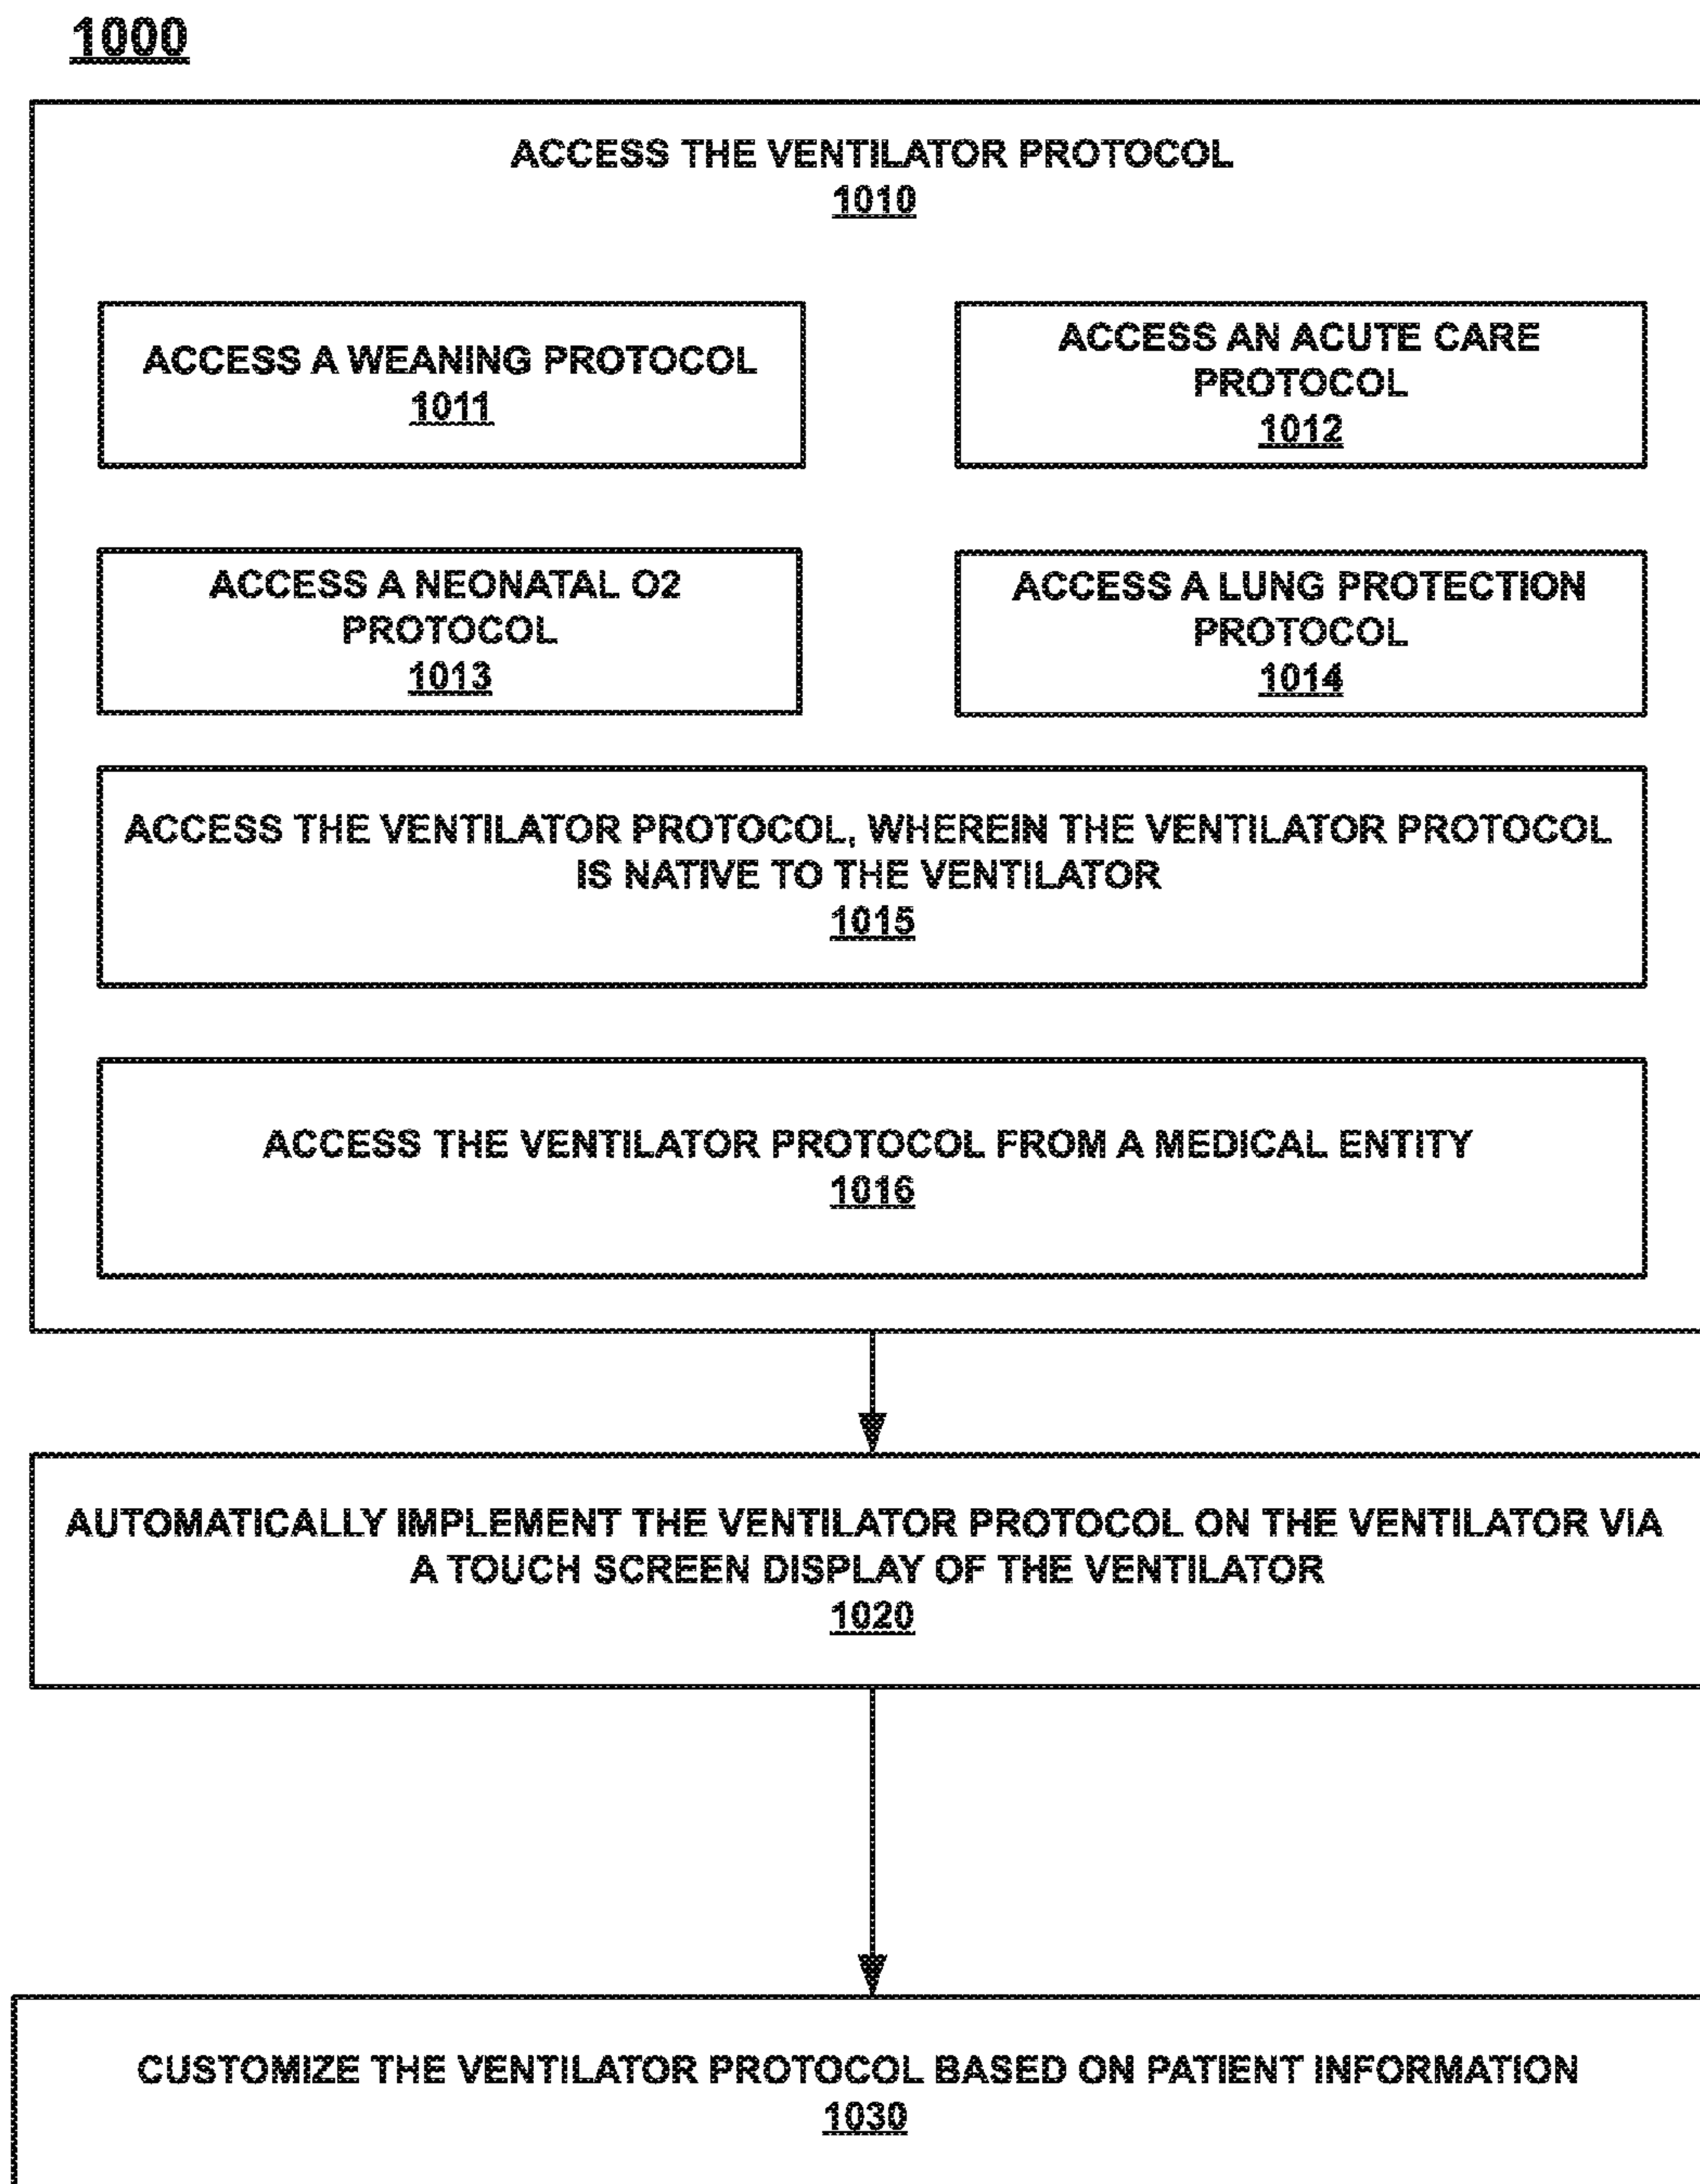 1000
ACCESS THE VENTILATOR PROTOCOL
1010
ACCESS A WEANING PROTOCOL
1011
ACCESS AN ACUTE CARE
PROTOCOL
1012
ACCESS A NEONATAL O2
PROTOCOL
1013
ACCESS A LUNG PROTECTION
PROTOCOL
1014
ACCESS THE VENTILATOR PROTOCOL, WHEREIN THE VENTILATOR PROTOCOL
IS NATIVE TO THE VENTILATOR
1015
ACCESS THE VENTILATOR PROTOCOL FROM A MEDICAL ENTITY
1016
AUTOMATICALLY IMPLEMENT THE VENTILATOR PROTOCOL ON THE VENTILATOR VIA
A TOUCH SCREEN DISPLAY OF THE VENTILATOR
1020
CUSTOMIZE THE VENTILATOR PROTOCOL BASED ON PATIENT INFORMATION
1030